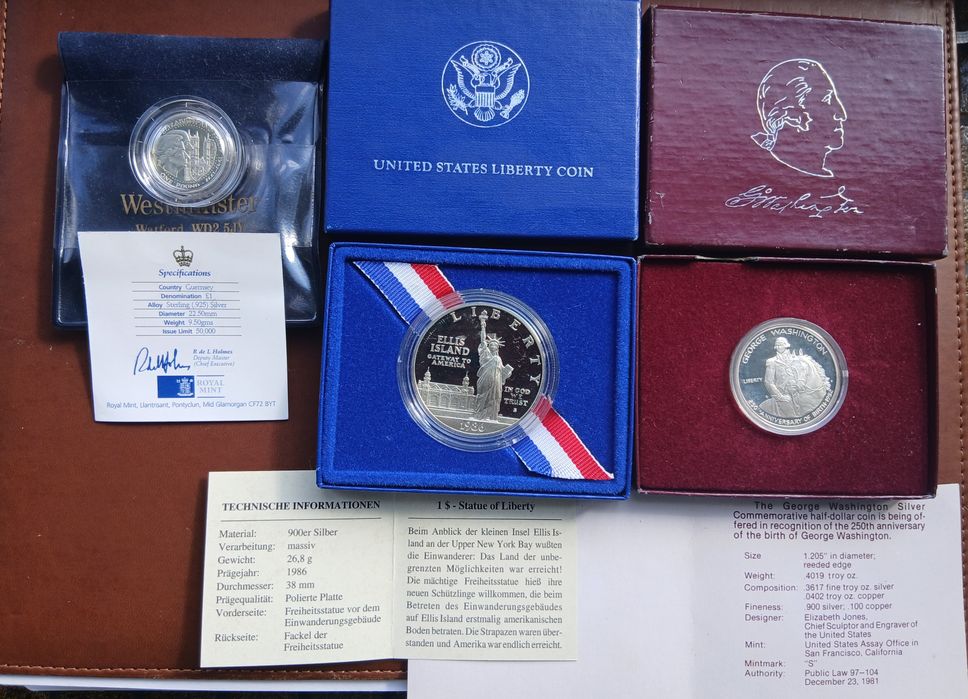 ONE POUND
Westminster
Watford, WD2 5JY
Specifications
Country Guernsey
Denomination £1
Alloy Sterling (.925) Silver
Diameter 22.50mm
Weight 9.50gms
Issue Limit 50,000
R de L Holmes
Deputy Master
(Chief Executive)
ROYAL
MINT
Royal Mint, Llantrisant, Pontyclun, Mid Glamorgan CF72 8YT
UNITED STATES LIBERTY COIN
G Washington
LIBERTY
ELLIS
ISLAND
GATEWAY TO
AMERICA
IN GOD
WE
TRUST
S
1986
GEORGE WASHINGTON
LIBERTY
250TH ANNIVERSARY OF BIRTH 1982
TECHNISCHE INFORMATIONEN
Material: 900er Silber
Verarbeitung: massiv
Gewicht: 26,8 g
Prägejahr: 1986
Durchmesser: 38 mm
Prägequalität: Polierte Platte
Vorderseite: Freiheitsstatue vor dem
Einwanderungsgebäude
Rückseite: Fackel der
Freiheitsstatue
1 $ - Statue of Liberty
Beim Anblick der kleinen Insel Ellis Is-
land an der Upper New York Bay wußten
die Einwanderer: Das Land der unbe-
grenzten Möglichkeiten war erreicht!
Die mächtige Freiheitsstatue hieß ihre
neuen Schützlinge willkommen, die beim
Betreten des Einwanderungsgebäudes
auf Ellis Island erstmalig amerikanischen
Boden betraten. Die Strapazen waren über-
standen und Amerika war endlich erreicht.
The George Washington Silver
Commemorative half-dollar coin is being of-
fered in recognition of the 250th anniversary
of the birth of George Washington.
Size 1.205" in diameter;
reeded edge
Weight: .4019 troy oz.
Composition: .3617 fine troy oz. silver
.0402 troy oz. copper
Fineness: .900 silver; .100 copper
Designer: Elizabeth Jones,
Chief Sculptor and Engraver of
the United States
Mint: United States Assay Office in
San Francisco, California
Mintmark: "S"
Authority: Public Law 97-104
December 23, 1981